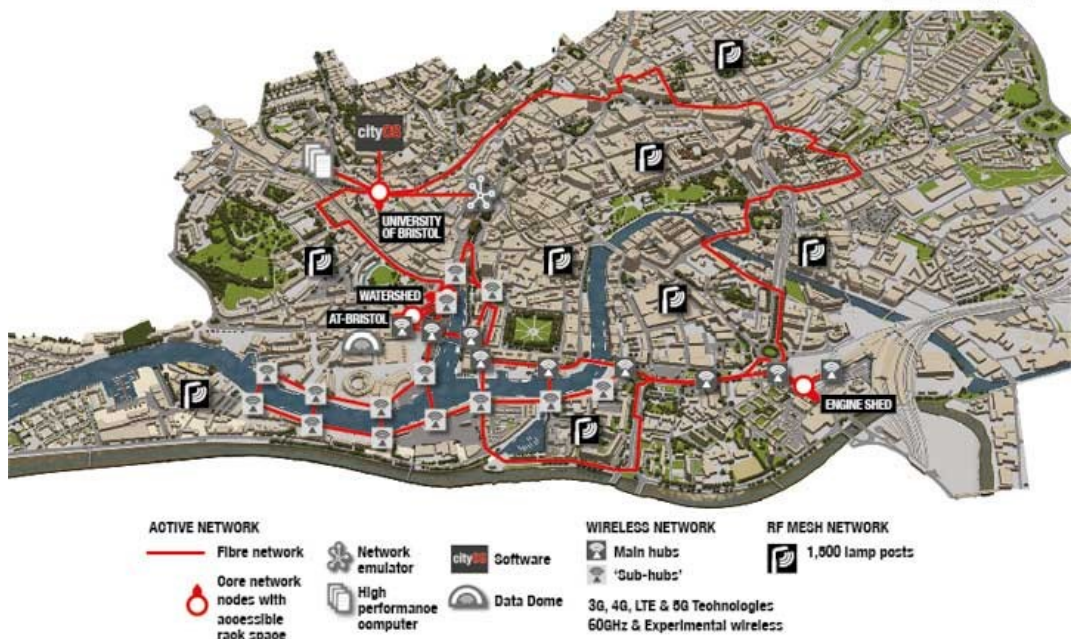 cityOS
UNIVERSITY
OF BRISTOL
WATERSHED
AT-BRISTOL
ENGINE SHED
ACTIVE NETWORK
Fibre network
Core network
nodes with
accessible
rack space
Network
emulator
High
performance
computer
cityOS
Software
Data Dome
WIRELESS NETWORK
Main hubs
'Sub-hubs'
3G, 4G, LTE & 5G Technologies
60GHz & Experimental wireless
RF MESH NETWORK
1,500 lamp posts